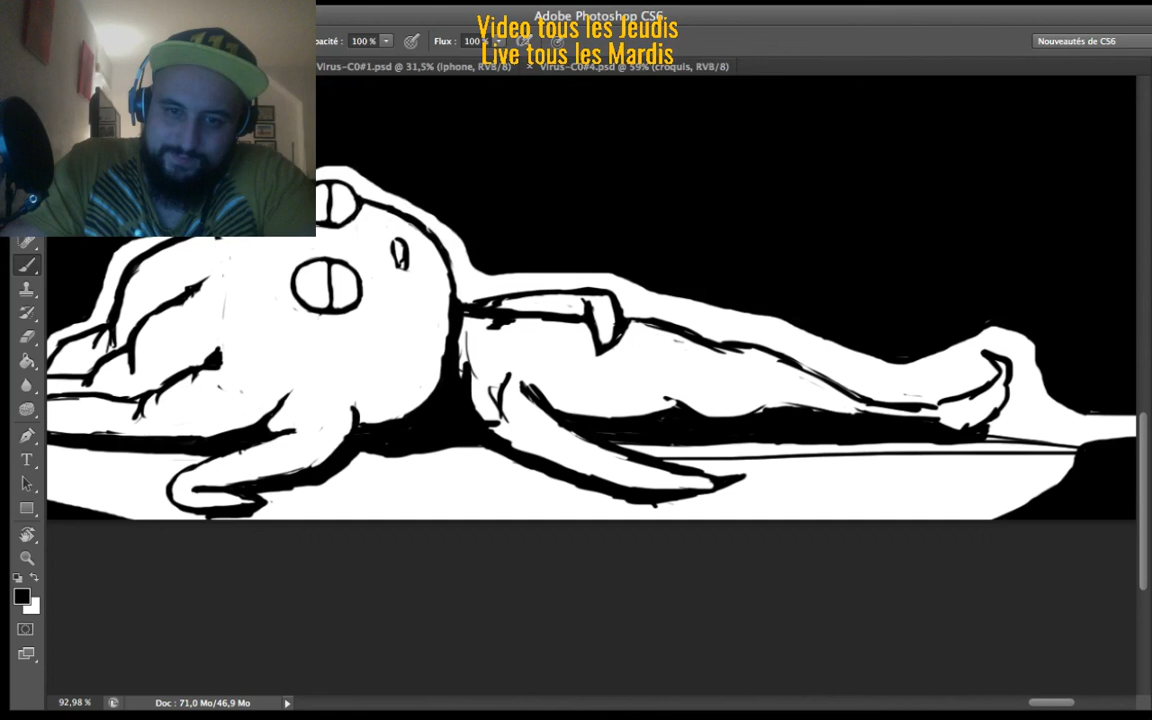 Adobe Photoshop CS6
Video tous les Jeudis
Live tous les Mardis
pacité : 100 %
Flux : 100 %
Nouveautés de CS6
Virus-C0#1.psd @ 31,5% (iphone, RVB/8)
× Virus-C0#4.psd @ 59% (croquis, RVB/8)
T
92,98 %
Doc : 71,0 Mo/46,9 Mo